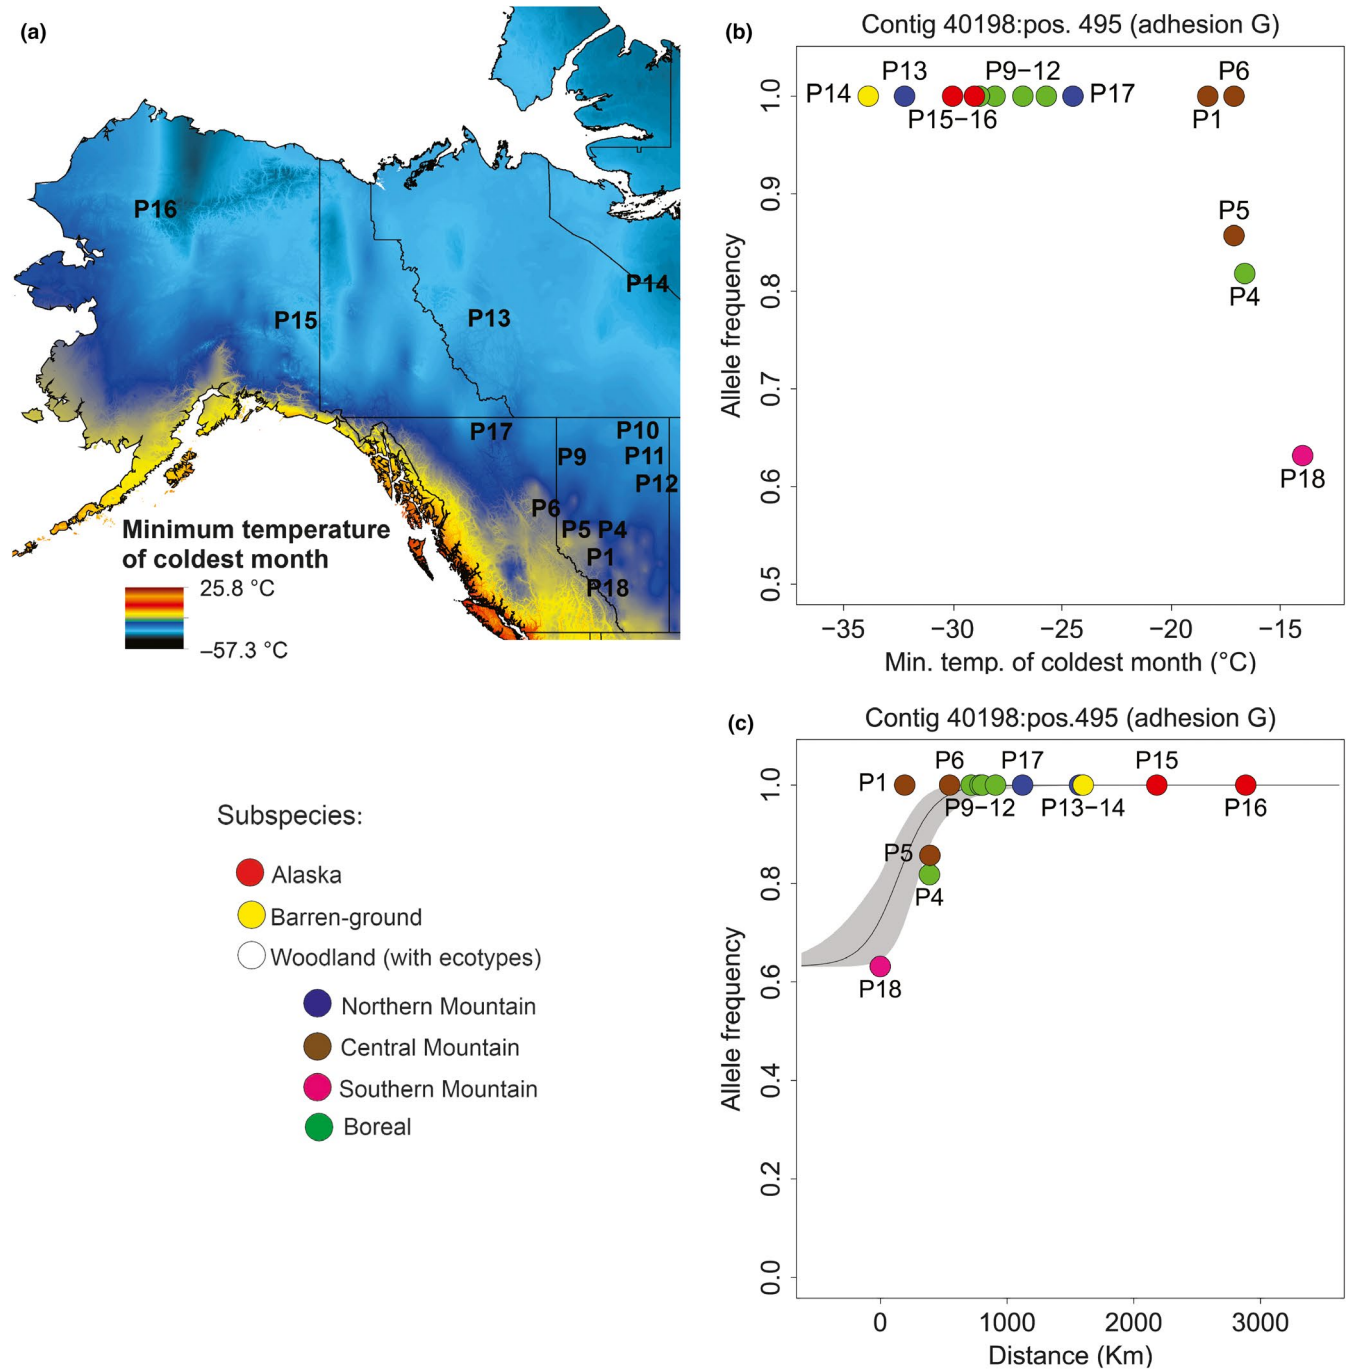 (a)
P16
P15
P13
P14
P17
P10
P9
P11
P12
P6
P5 P4
P1
P18
Minimum temperature
of coldest month
25.8 °C
–57.3 °C
(b)
Contig 40198:pos. 495 (adhesion G)
P14
P13
P15−16
P9−12
P17
P6
P1
P5
P4
P18
Allele frequency
1.0
0.9
0.8
0.7
0.6
0.5
−35
−30
−25
−20
−15
Min. temp. of coldest month (°C)
Subspecies:
Alaska
Barren-ground
Woodland (with ecotypes)
Northern Mountain
Central Mountain
Southern Mountain
Boreal
(c)
Contig 40198:pos.495 (adhesion G)
P1
P6
P17
P15
P9−12
P13−14
P16
P5
P4
P18
Allele frequency
1.0
0.8
0.6
0.4
0.2
0.0
0
1000
2000
3000
Distance (Km)